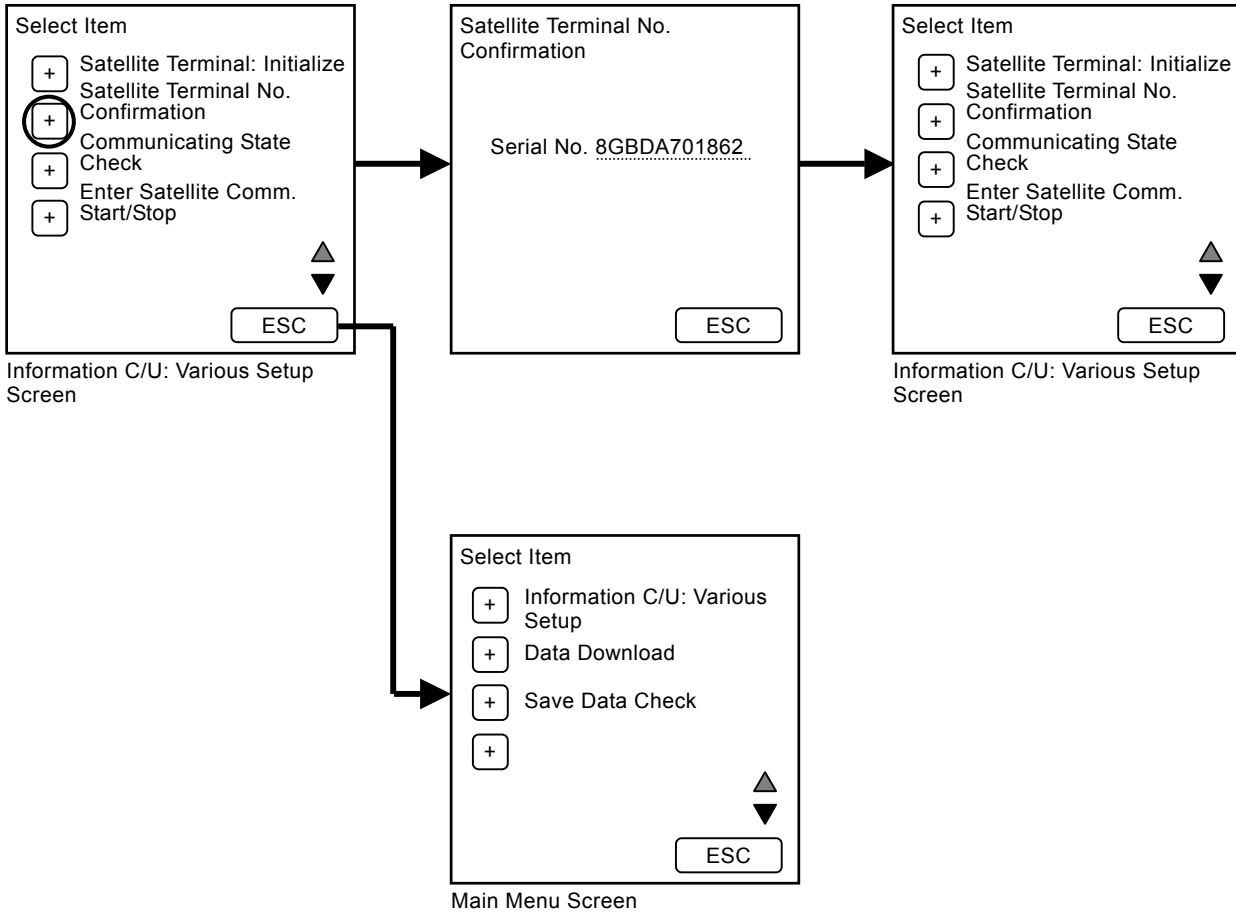 Select Item
+ Satellite Terminal: Initialize
+ Satellite Terminal No.
Confirmation
+ Communicating State
Check
+ Enter Satellite Comm.
Start/Stop
ESC
Information C/U: Various Setup
Screen
Satellite Terminal No.
Confirmation
Serial No. 8GBDA701862
ESC
Select Item
+ Satellite Terminal: Initialize
+ Satellite Terminal No.
Confirmation
+ Communicating State
Check
+ Enter Satellite Comm.
Start/Stop
ESC
Information C/U: Various Setup
Screen
Select Item
+ Information C/U: Various
Setup
+ Data Download
+ Save Data Check
+
ESC
Main Menu Screen